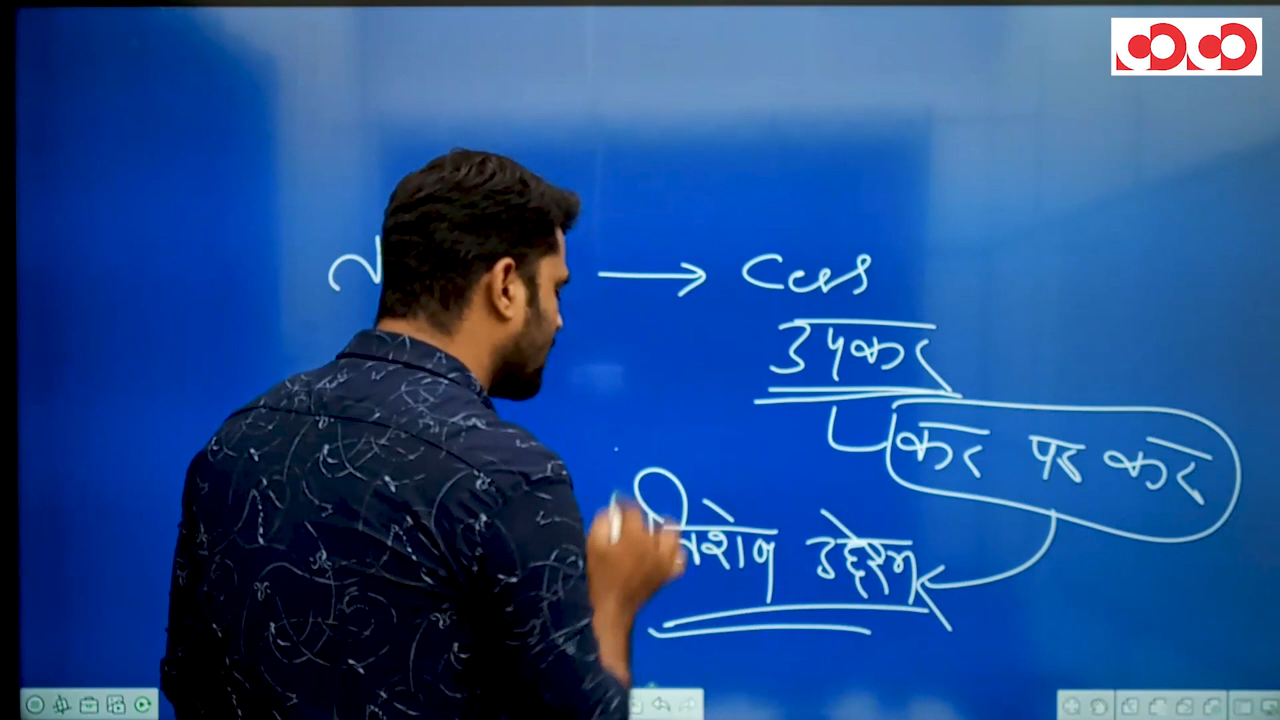 → Cess
उपकर
कर पर कर
विशेष उद्देश्य